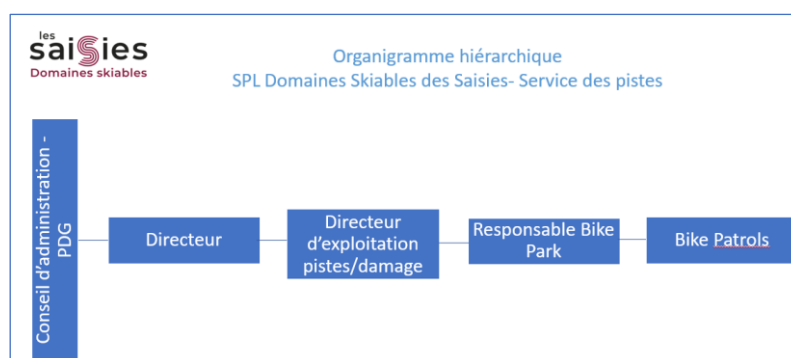 les
saisies
Domaines skiables
Organigramme hiérarchique
SPL Domaines Skiables des Saisies- Service des pistes
Conseil d'administration -
PDG
Directeur
Directeur
d'exploitation
pistes/damage
Responsable Bike
Park
Bike Patrols